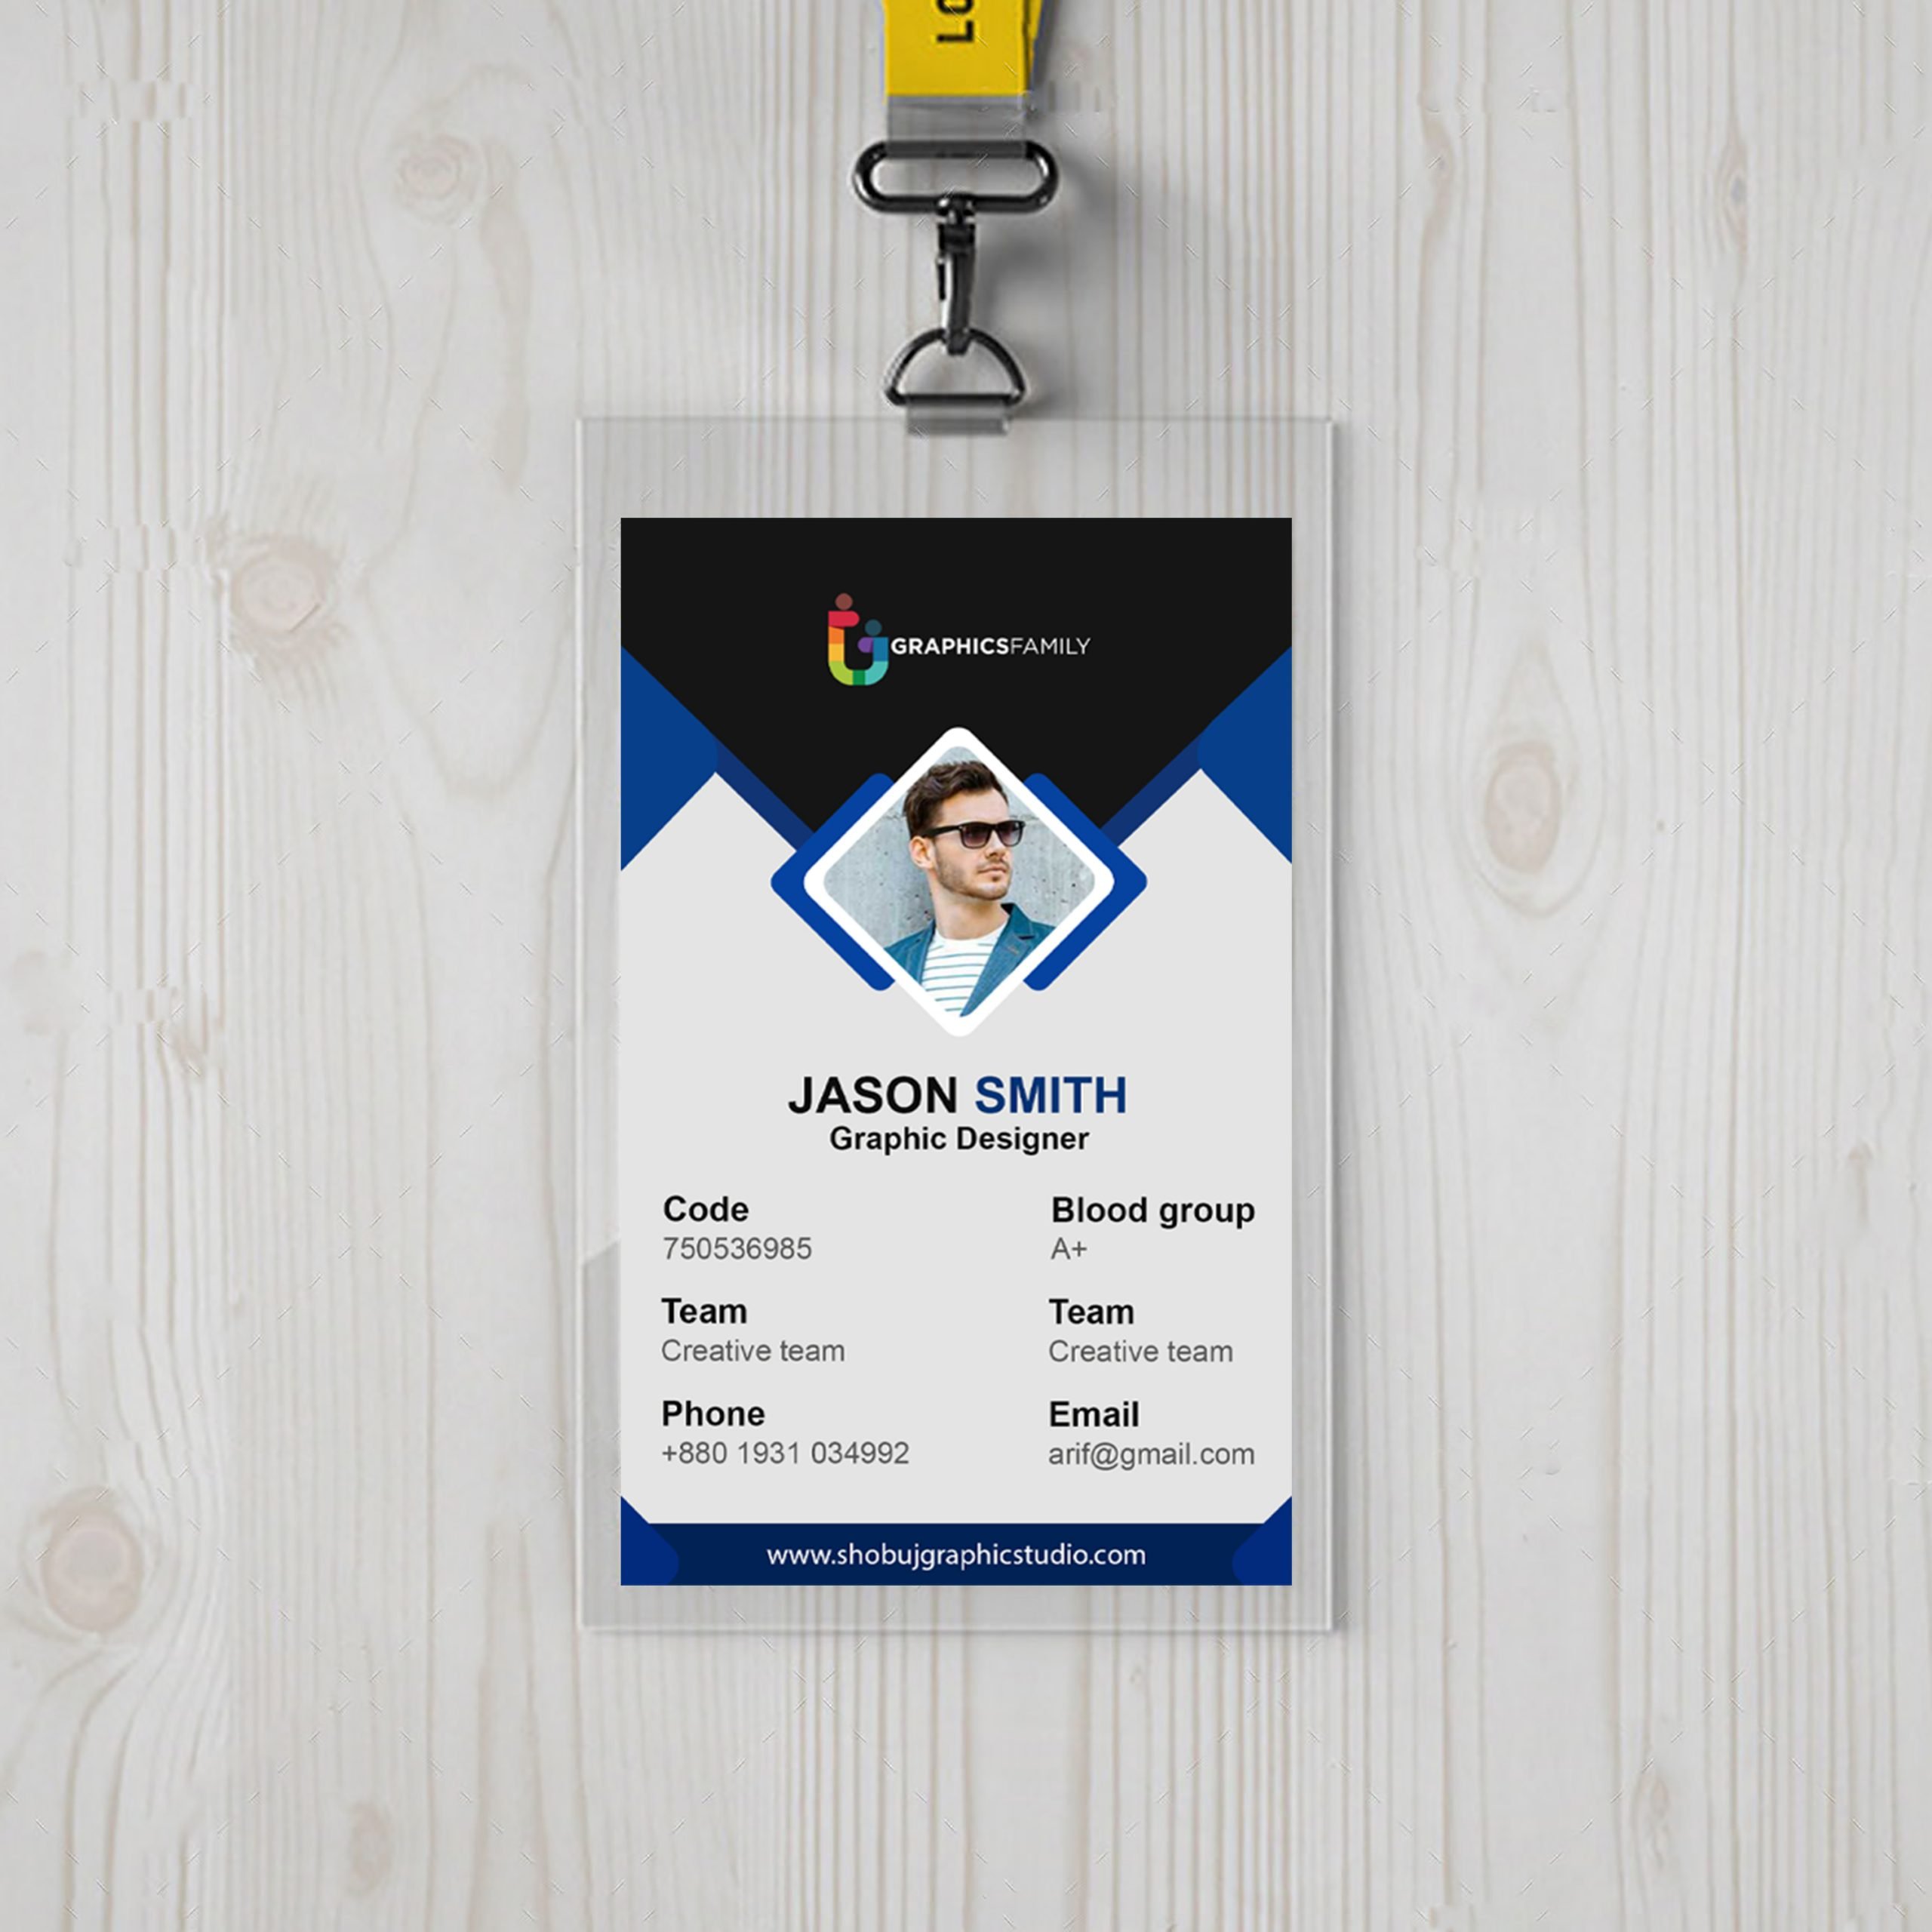 LO
GRAPHICSFAMILY
JASON SMITH
Graphic Designer
Code
750536985
Blood group
A+
Team
Creative team
Team
Creative team
Phone
+880 1931 034992
Email
arif@gmail.com
www.shobujgraphicstudio.com